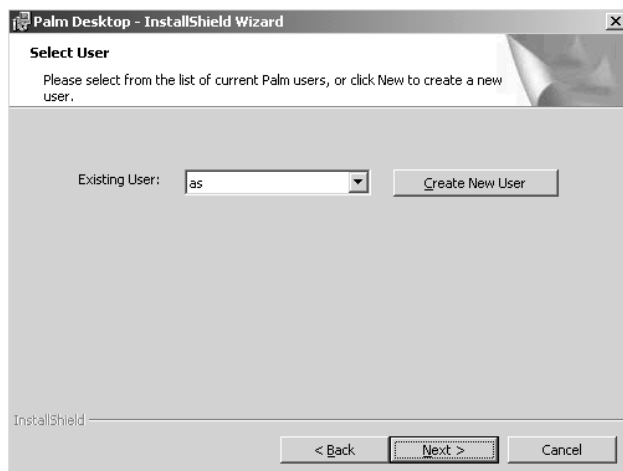 Palm Desktop - InstallShield Wizard
Select User
Please select from the list of current Palm users, or click New to create a new
user.
Existing User: as Create New User
InstallShield
< Back Next > Cancel